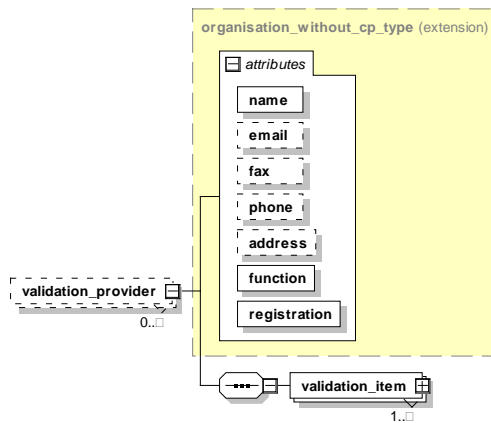 organisation_without_cp_type (extension)
attributes
name
email
fax
phone
address
function
registration
validation_provider
0..□
validation_item
1..□